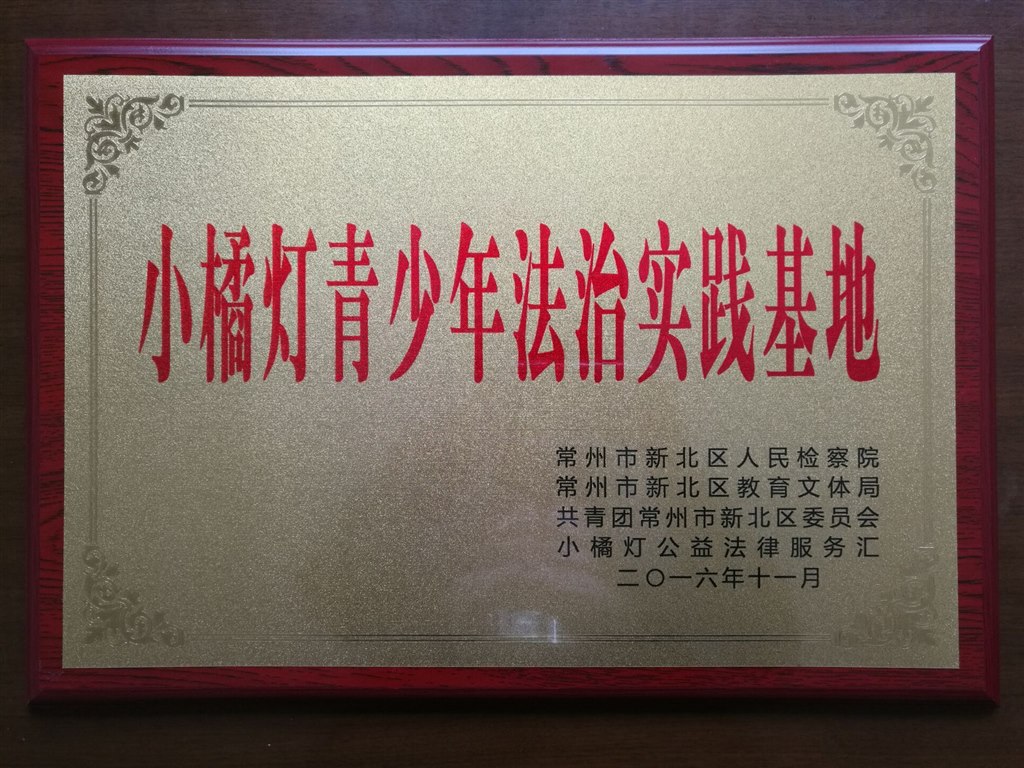 小橘灯青少年法治实践基地
常州市新北区人民检察院
常州市新北区教育文体局
共青团常州市新北区委员会
小橘灯公益法律服务汇
二〇一六年十一月